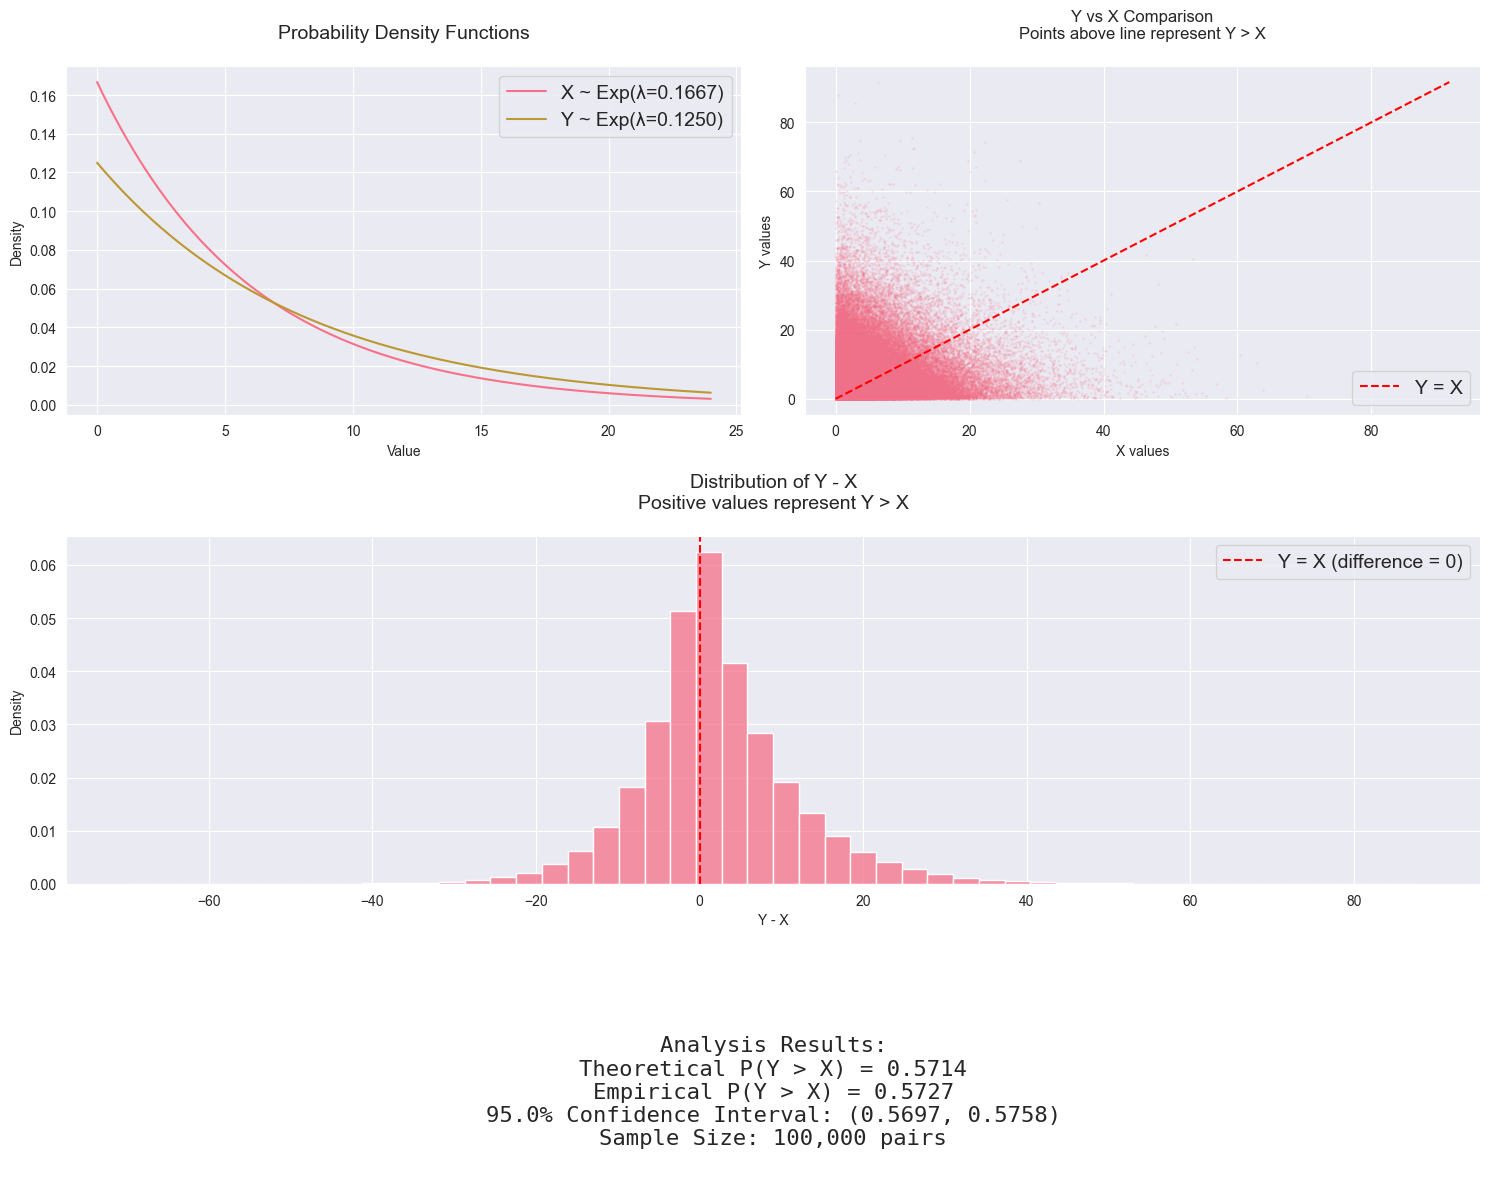 Probability Density Functions
X ~ Exp(λ=0.1667)
Y ~ Exp(λ=0.1250)
Density
0.16
0.14
0.12
0.10
0.08
0.06
0.04
0.02
0.00
0
5
10
15
20
25
Value
Y vs X Comparison
Points above line represent Y > X
Y values
80
60
40
20
0
Y = X
0
20
40
60
80
X values
Distribution of Y - X
Positive values represent Y > X
Y = X (difference = 0)
Density
0.06
0.05
0.04
0.03
0.02
0.01
0.00
−60
−40
−20
0
20
40
60
80
Y - X
Analysis Results:
Theoretical P(Y > X) = 0.5714
Empirical P(Y > X) = 0.5727
95.0% Confidence Interval: (0.5697, 0.5758)
Sample Size: 100,000 pairs